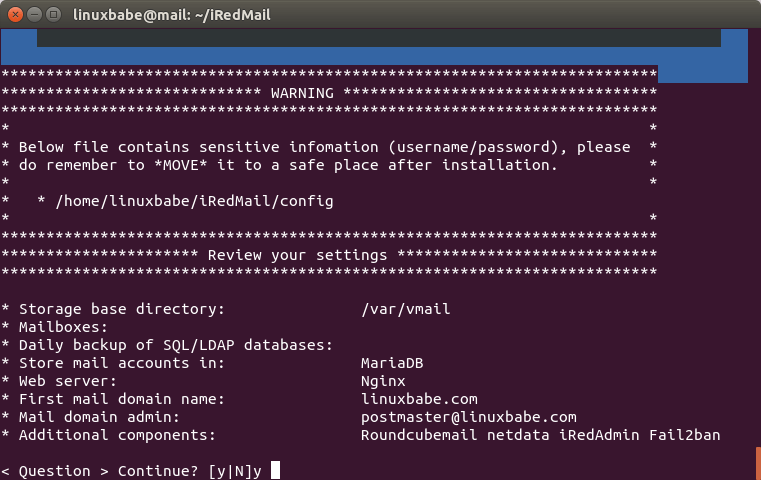 linuxbabe@mail: ~/iRedMail
*************************************************************************
***************************** WARNING ***********************************
*************************************************************************
*                                                                       *
* Below file contains sensitive infomation (username/password), please  *
* do remember to *MOVE* it to a safe place after installation.          *
*                                                                       *
*   * /home/linuxbabe/iRedMail/config
*                                                                       *
*************************************************************************
********************** Review your settings *****************************
*************************************************************************
* Storage base directory:               /var/vmail
* Mailboxes:
* Daily backup of SQL/LDAP databases:
* Store mail accounts in:               MariaDB
* Web server:                           Nginx
* First mail domain name:               linuxbabe.com
* Mail domain admin:                    postmaster@linuxbabe.com
* Additional components:                Roundcubemail netdata iRedAdmin Fail2ban
< Question > Continue? [y|N]y